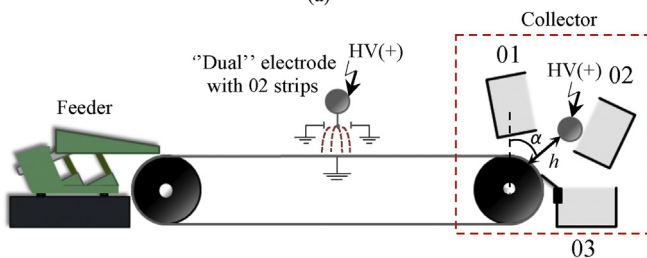 Collector
01
HV(+)
02
‘‘Dual’’ electrode
with 02 strips
HV(+)
Feeder
α
h
03